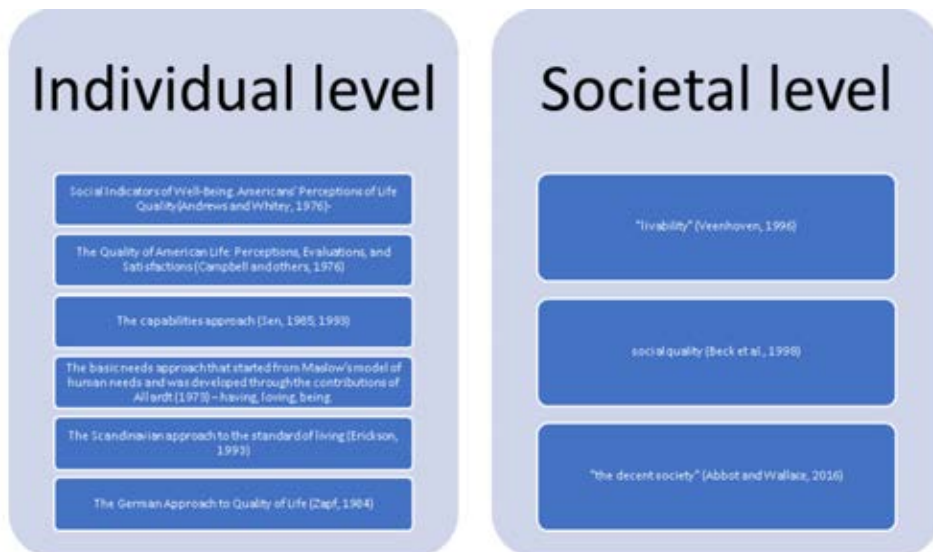 Individual level
Social Indicators of Well-Being. Americans' Perceptions of Life
Quality(Andrews and Whitey, 1976)-
The Quality of American Life: Perceptions, Evaluations, and
Satisfactions (Campbell and others, 1976)
The capabilities approach (Sen, 1985, 1993)
The basic needs approach that started from Maslow's model of
human needs and was developed through the contributions of
Allardt (1973) – having, loving, being
The Scandinavian approach to the standard of living (Erickson,
1993)
The German Approach to Quality of Life (Zapf, 1984)
Societal level
"livability" (Veenhoven, 1996)
social quality (Beck et al., 1998)
"the decent society" (Abbot and Wallace, 2016)